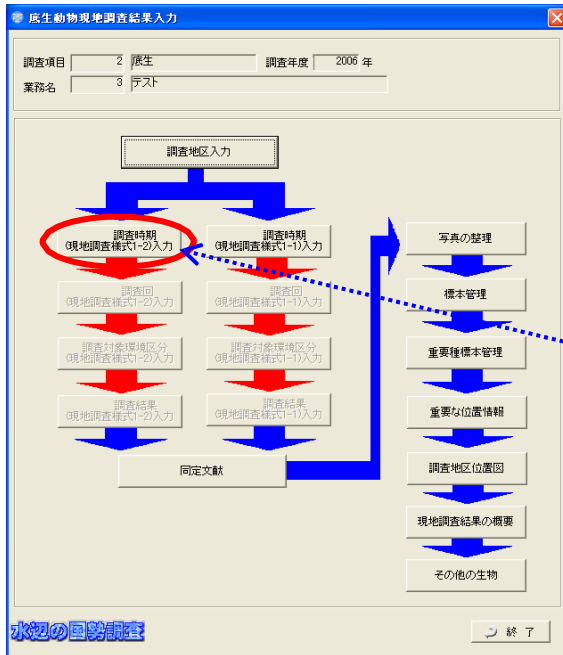 底生動物現地調査結果入力
調査項目 2 底生 調査年度 2006 年
業務名 3 テスト
調査地区入力
調査時期
(現地調査様式1-2)入力
調査時期
(現地調査様式1-1)入力
写真の整理
調査回
(現地調査様式1-2)入力
調査回
(現地調査様式1-1)入力
標本管理
調査対象環境区分
(現地調査様式1-2)入力
調査対象環境区分
(現地調査様式1-1)入力
重要種標本管理
調査結果
(現地調査様式1-2)入力
調査結果
(現地調査様式1-1)入力
重要な位置情報
同定文献
調査地区位置図
現地調査結果の概要
その他の生物
水辺の国勢調査
終 了